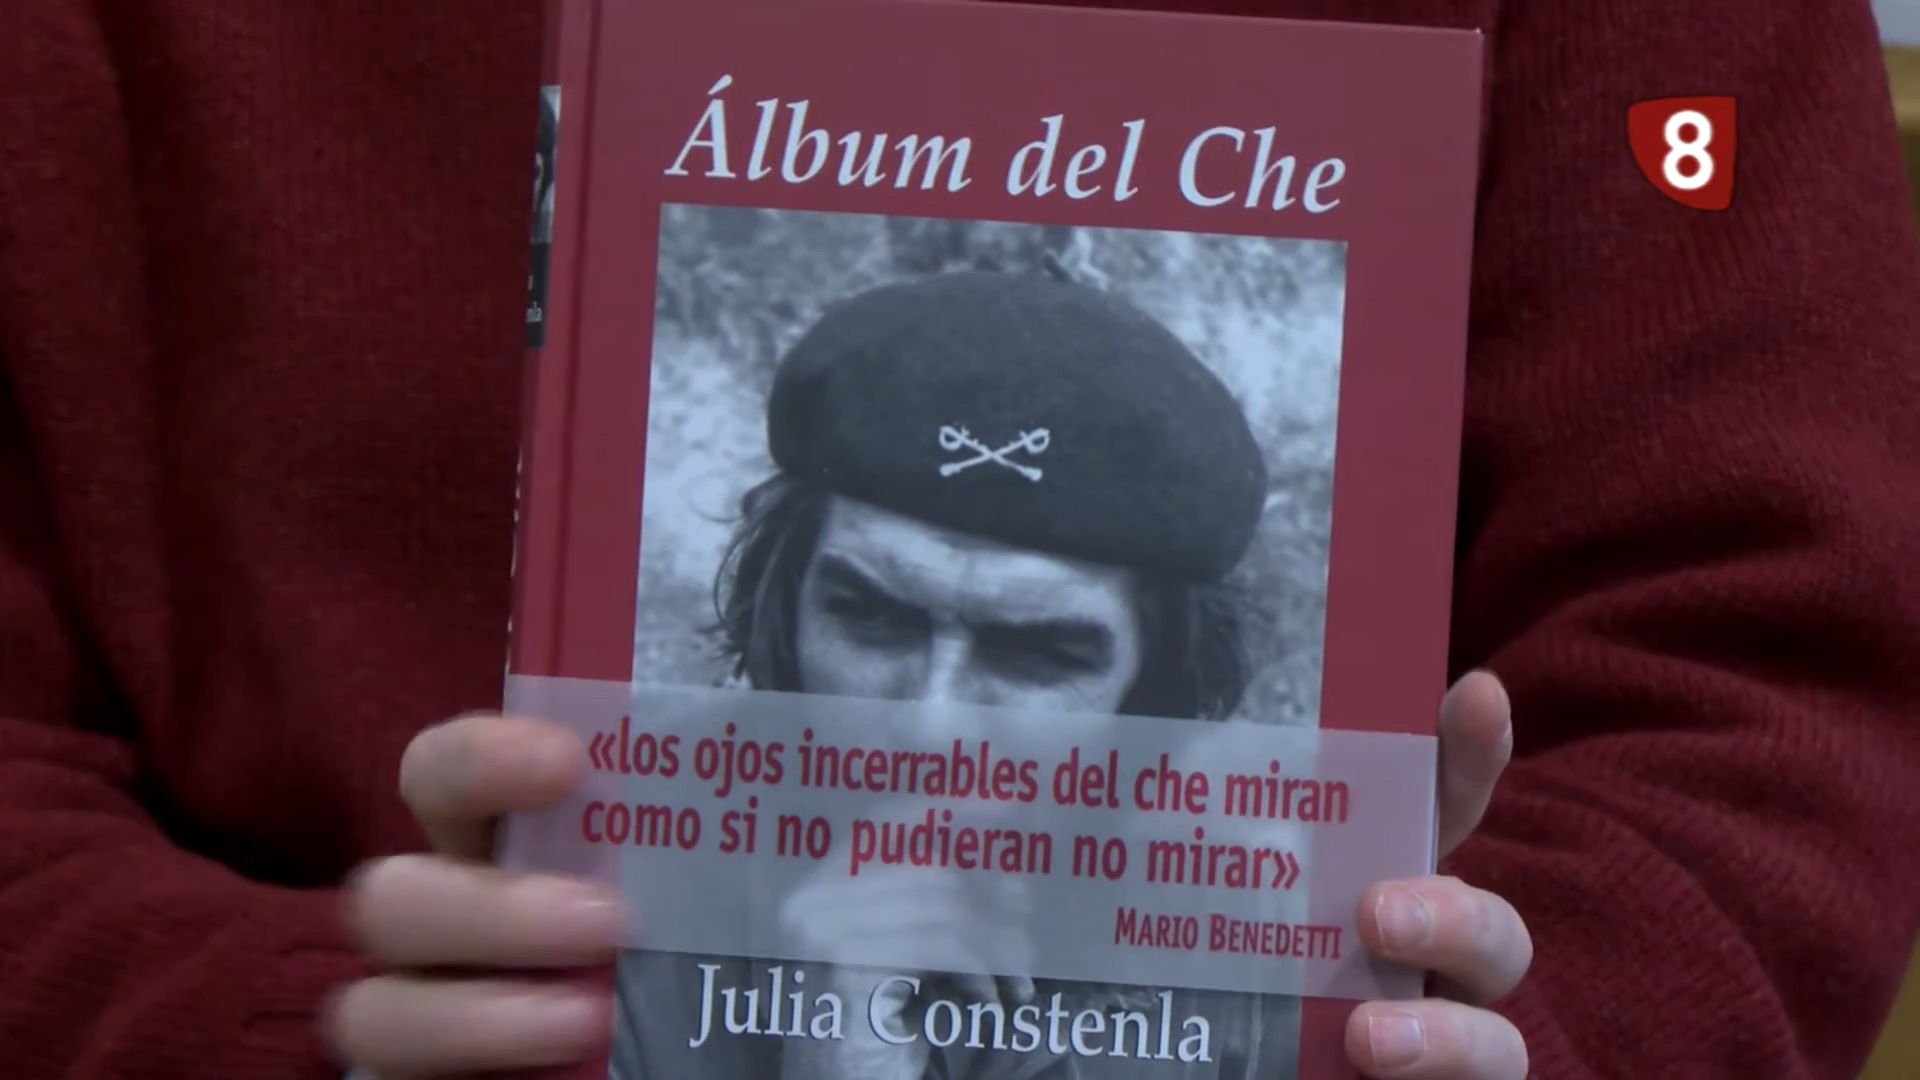 Álbum del Che
8
«los ojos incerrables del che miran
como si no pudieran no mirar»
MARIO BENEDETTI
Julia Constenla